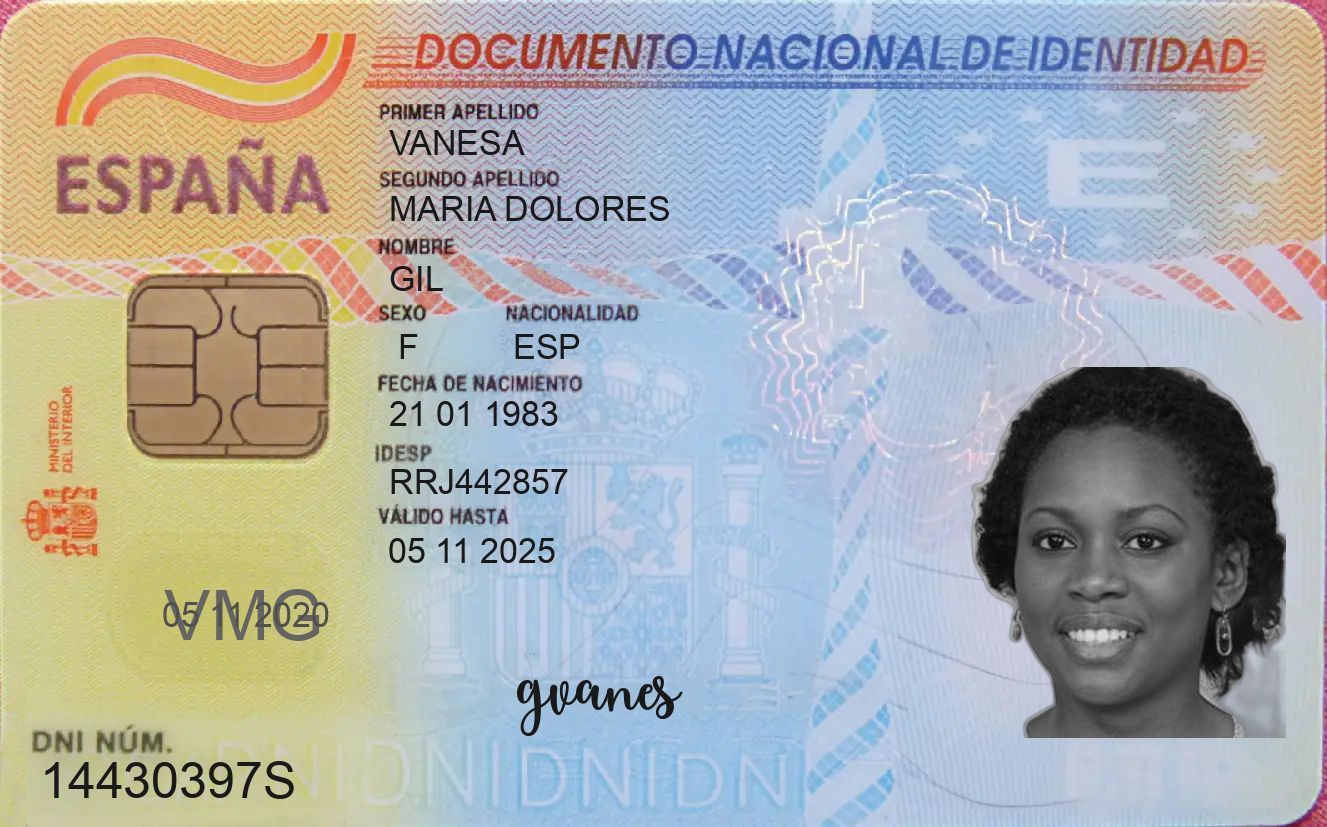 DOCUMENTO NACIONAL DE IDENTIDAD
ESPAÑA
PRIMER APELLIDO
VANESA
SEGUNDO APELLIDO
MARIA DOLORES
NOMBRE
GIL
SEXO NACIONALIDAD
F ESP
FECHA DE NACIMIENTO
21 01 1983
IDESP
RRJ442857
VÁLIDO HASTA
05 11 2025
MINISTERIO
DEL INTERIOR
E
05 11 2020
VMG
gvanes
DNI NÚM.
14430397S
DNIDNIDNIDNI